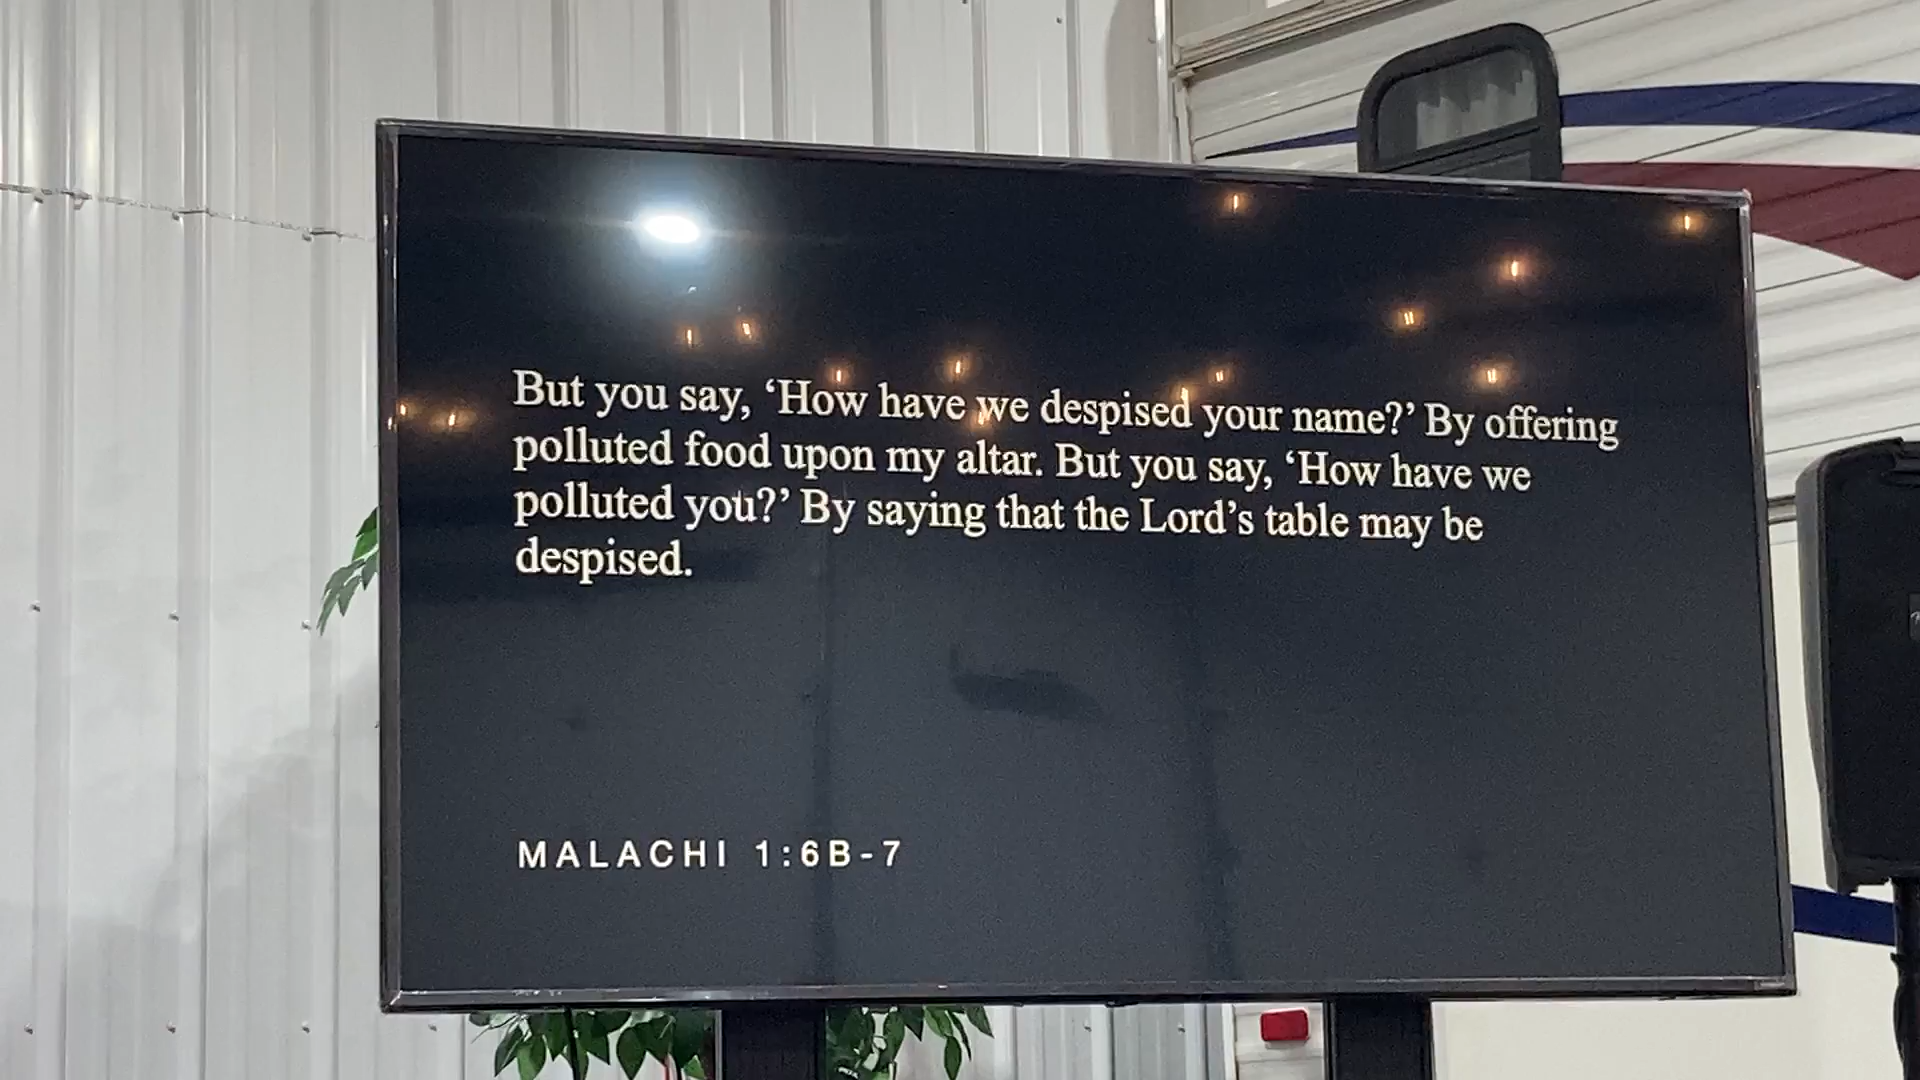 But you say, ‘How have we despised your name?’ By offering
polluted food upon my altar. But you say, ‘How have we
polluted you?’ By saying that the Lord’s table may be
despised.
MALACHI 1:6B-7